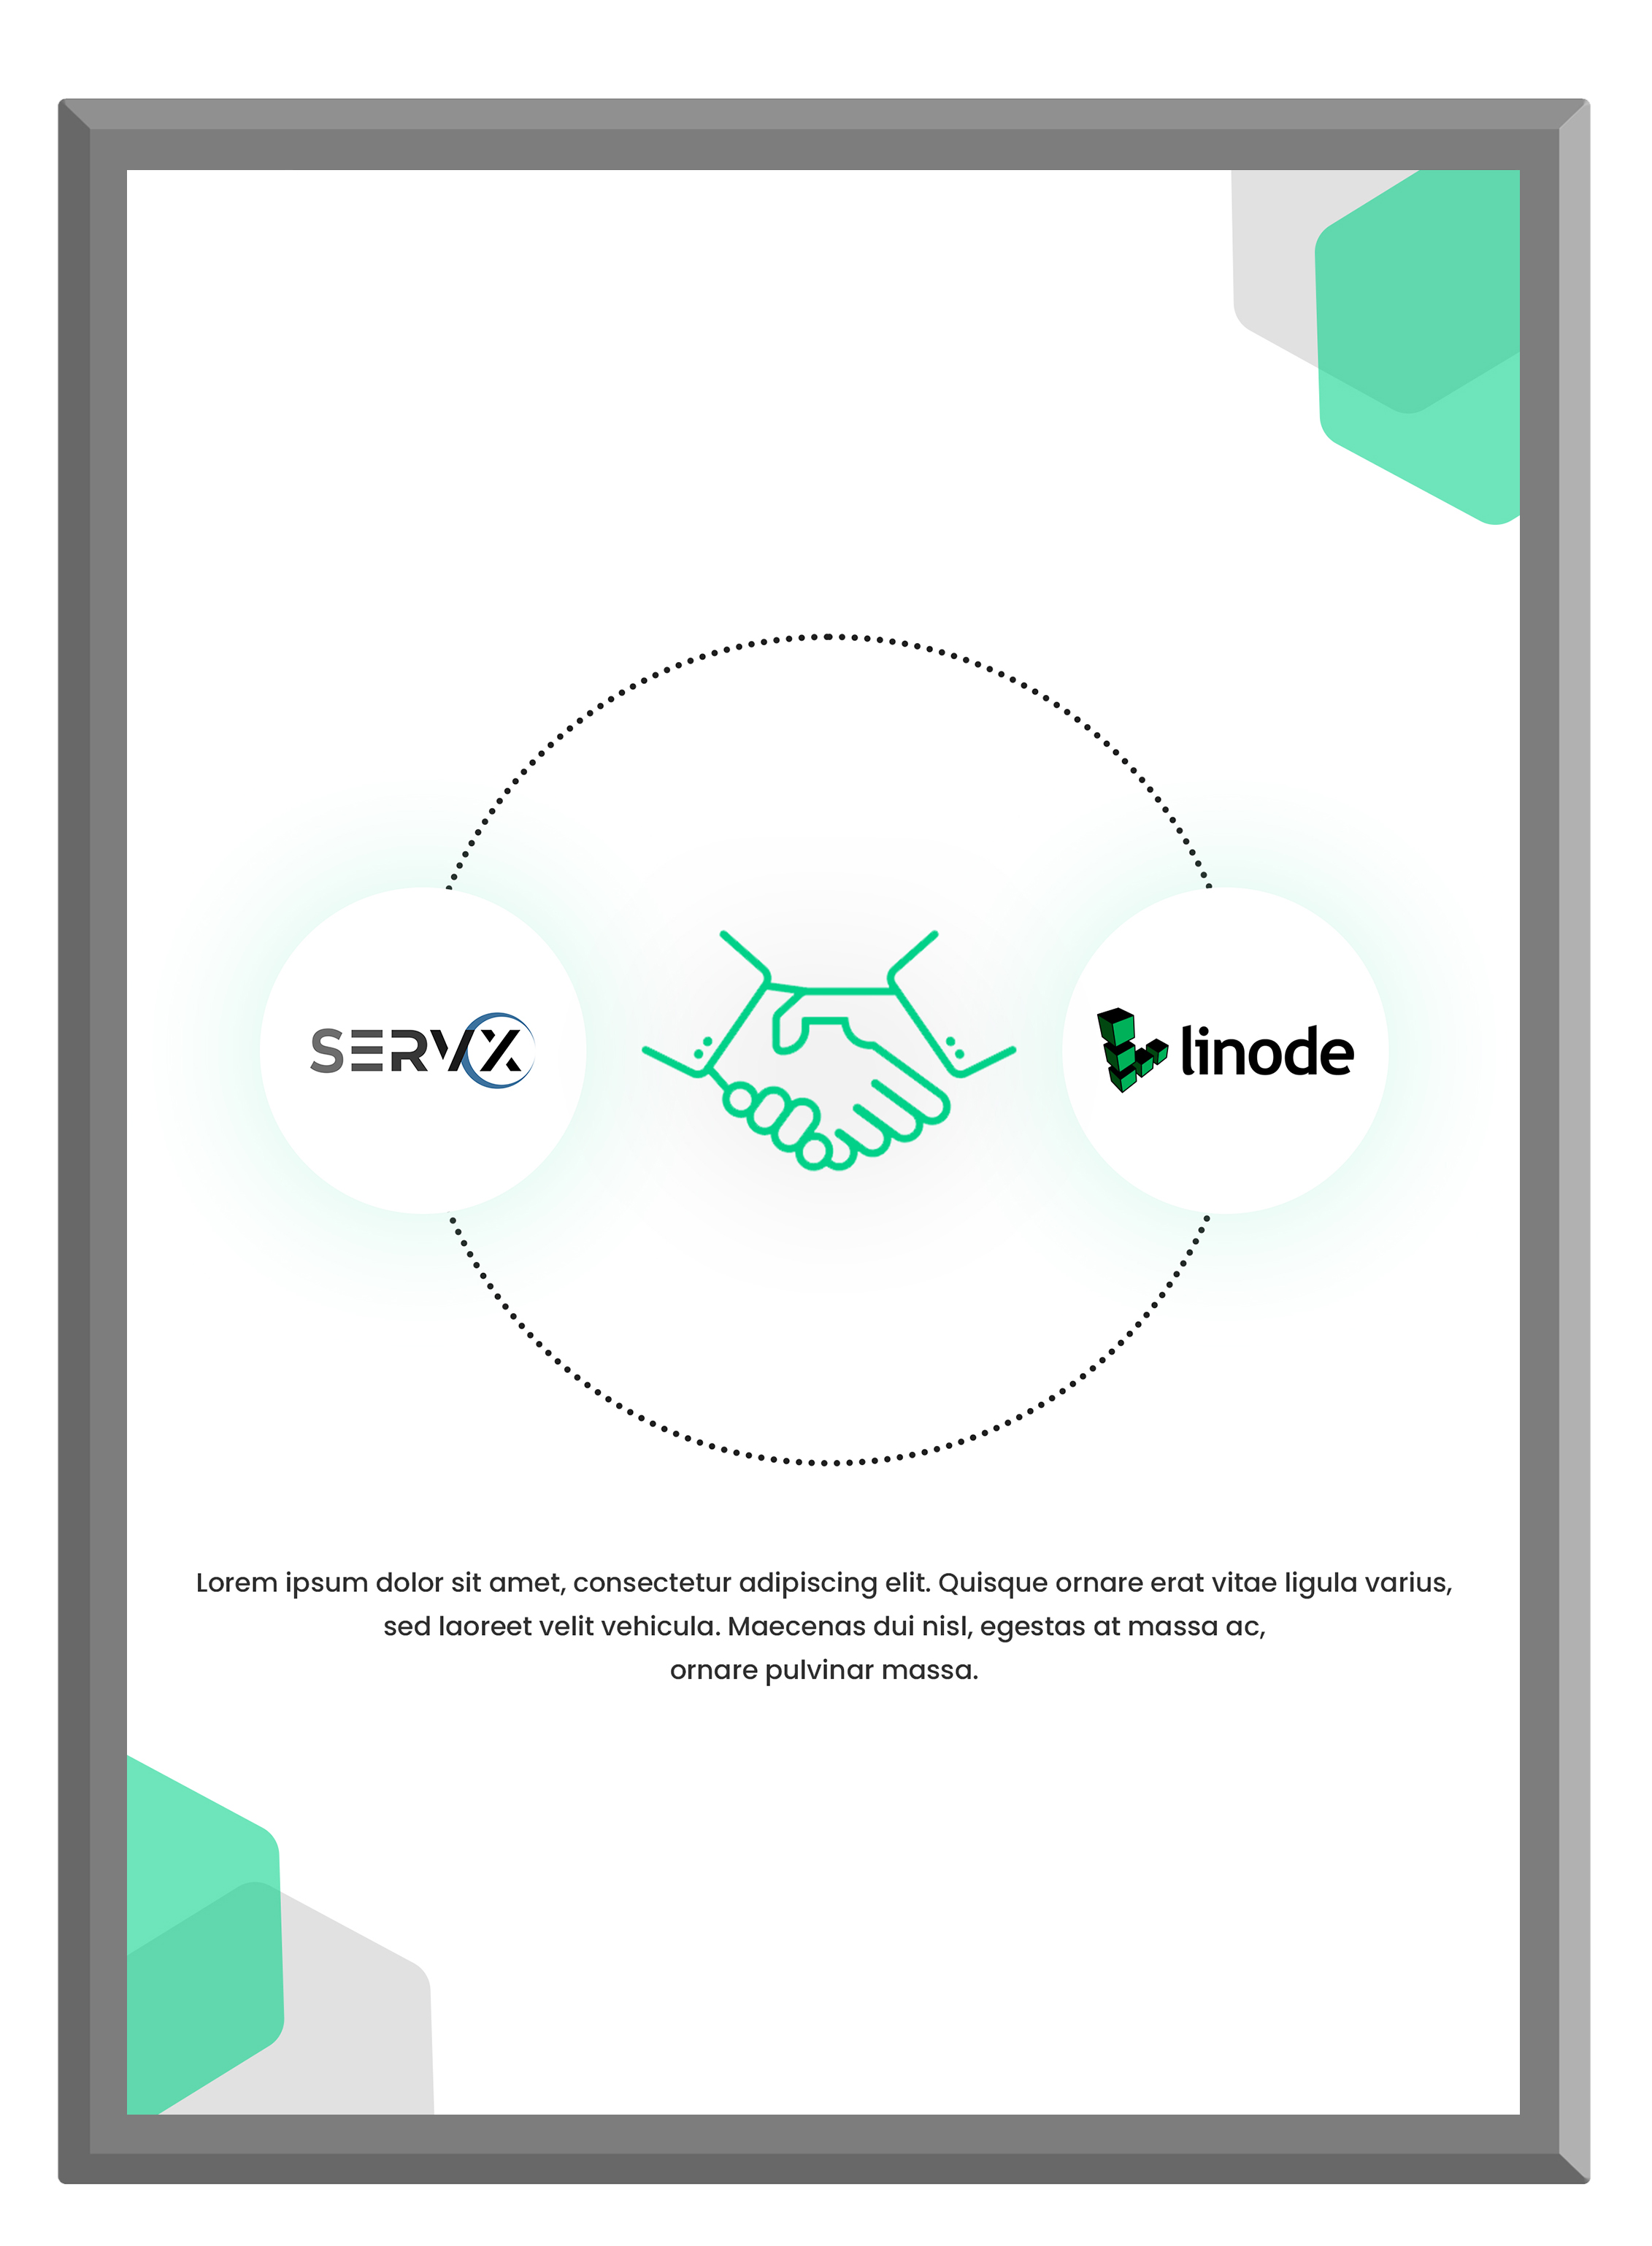 SERVX
linode
Lorem ipsum dolor sit amet, consectetur adipiscing elit. Quisque ornare erat vitae ligula varius,
sed laoreet velit vehicula. Maecenas dui nisl, egestas at massa ac,
ornare pulvinar massa.